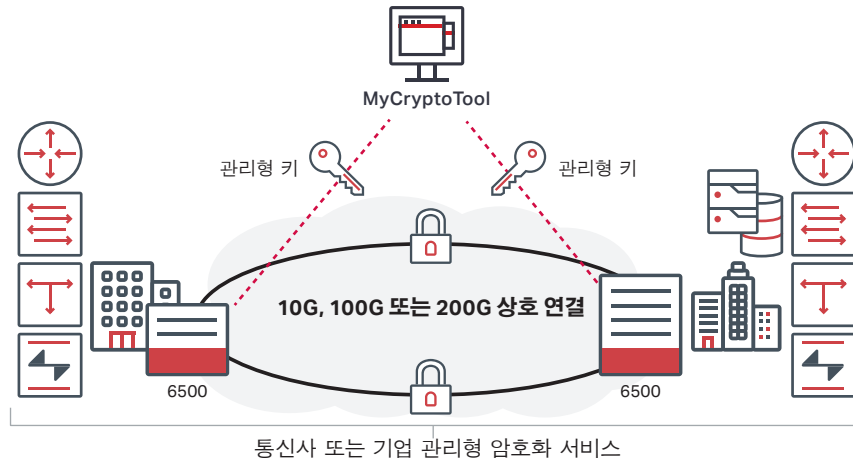 MyCryptoTool
관리형 키
관리형 키
10G, 100G 또는 200G 상호 연결
6500
6500
통신사 또는 기업 관리형 암호화 서비스